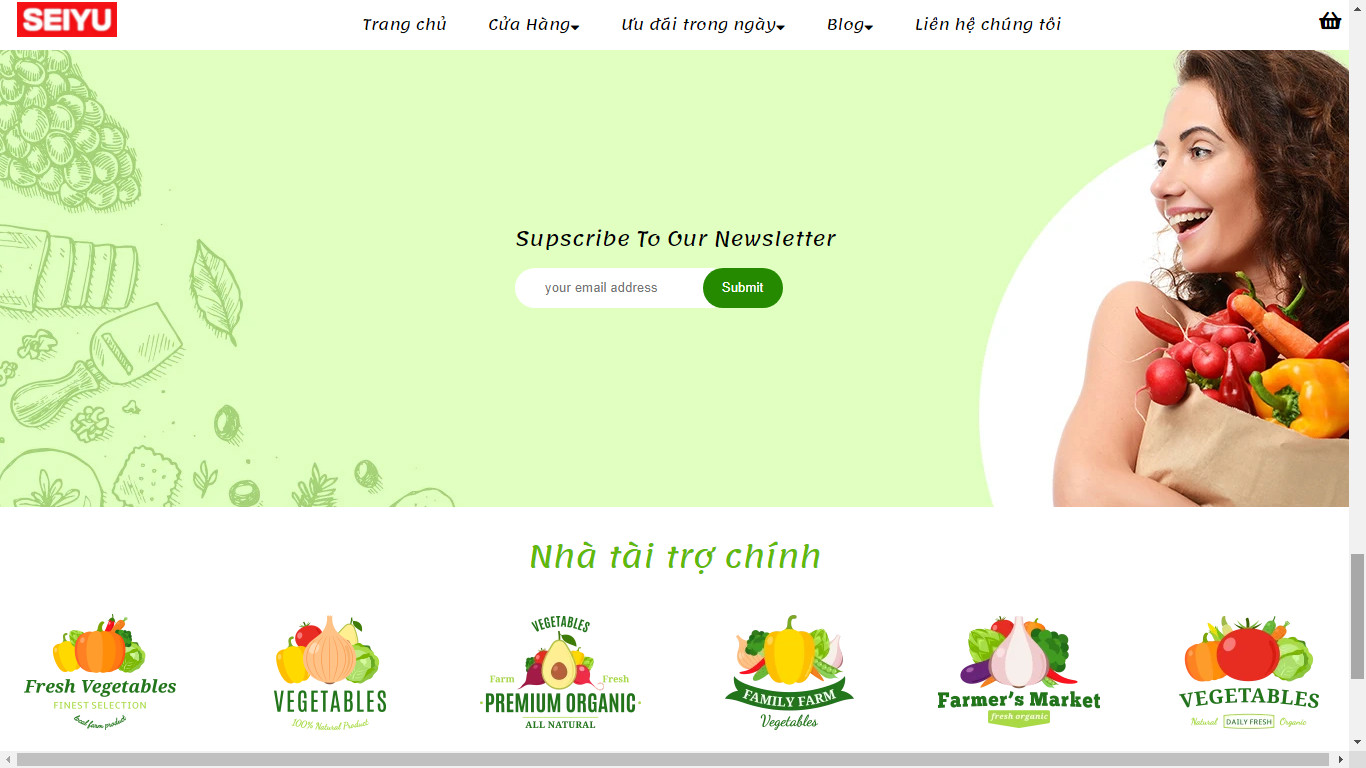 SEIYU
Trang chủ
Cửa Hàng
Ưu đãi trong ngày
Blog
Liên hệ chúng tôi
Supscribe To Our Newsletter
your email address
Submit
Nhà tài trợ chính
Fresh Vegetables
FINEST SELECTION
local farm product
VEGETABLES
100% Natural Product
VEGETABLES
Farm
Fresh
PREMIUM ORGANIC
ALL NATURAL
FAMILY FARM
Vegetables
Farmer's Market
fresh organic
VEGETABLES
Natural
DAILY FRESH
Organic